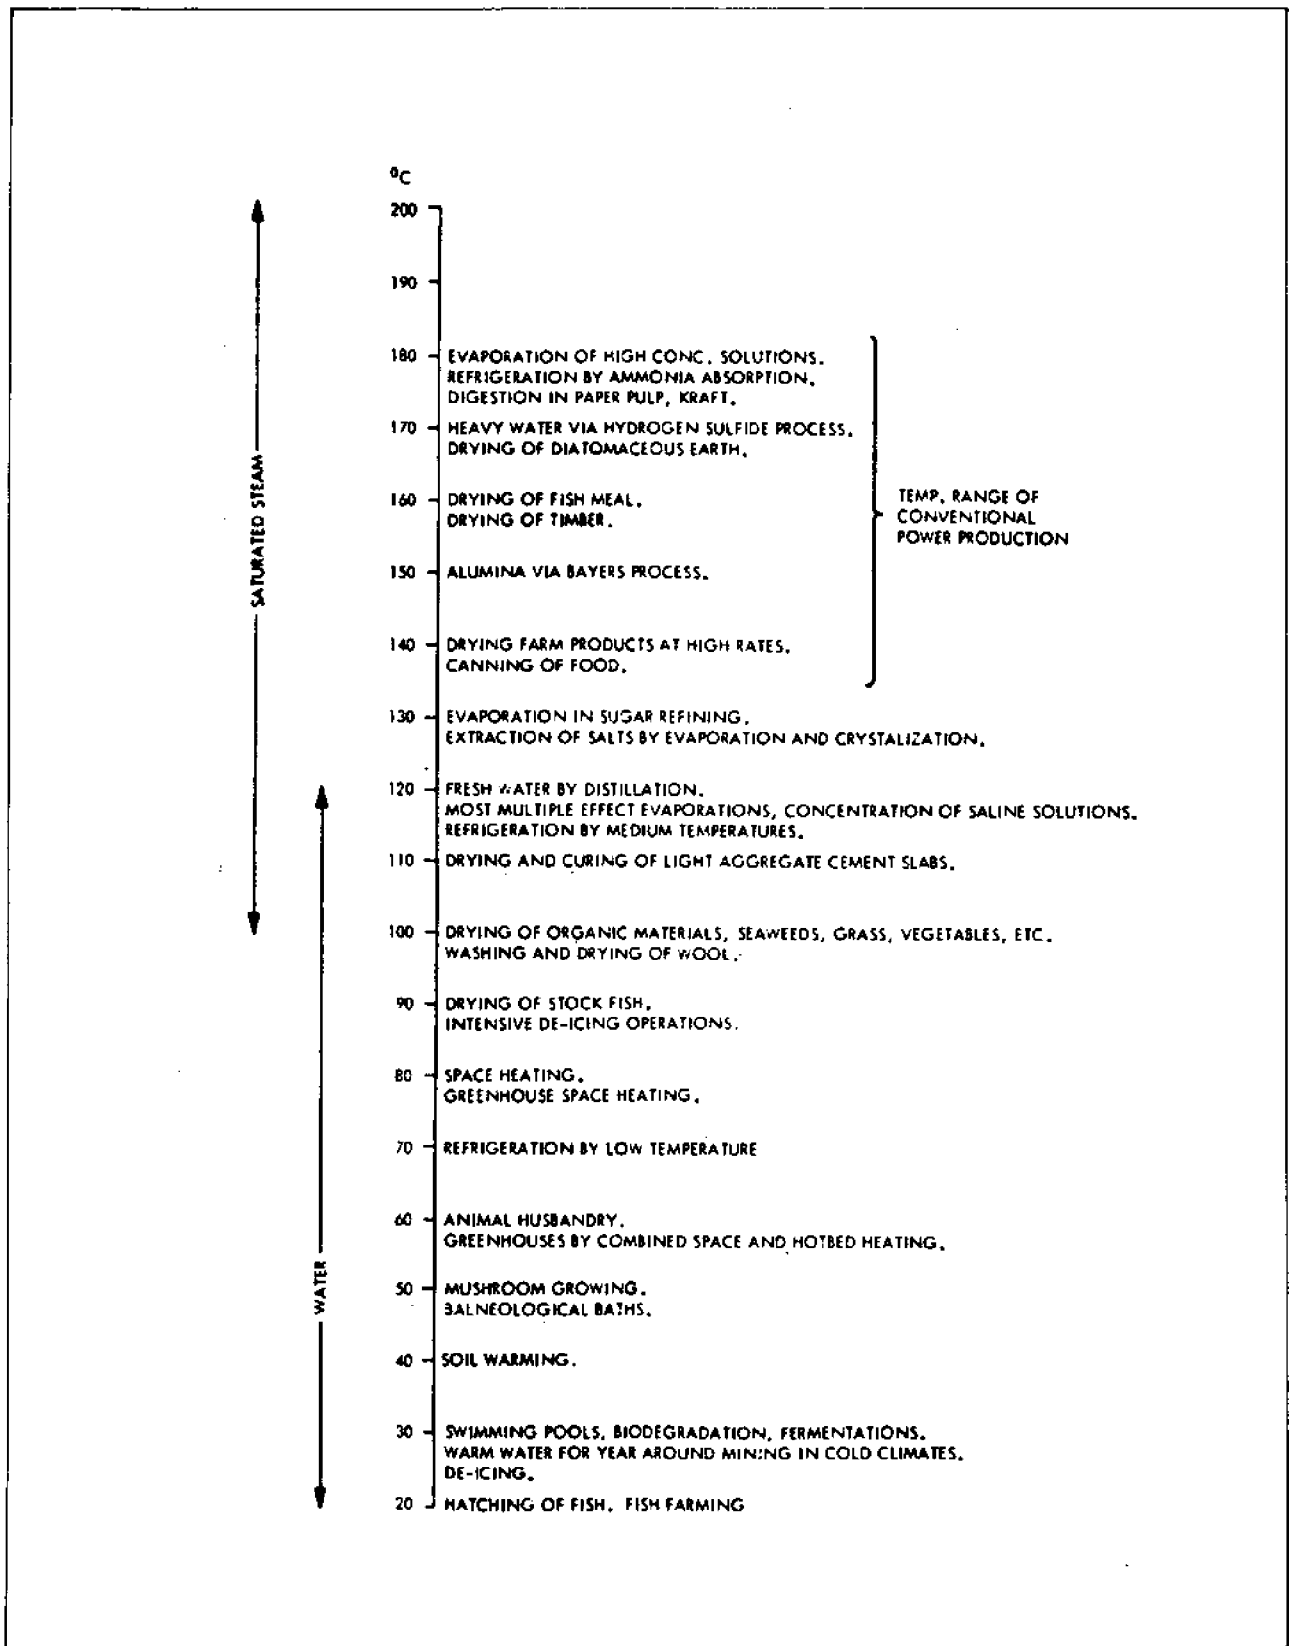 °C
200
190
180 EVAPORATION OF HIGH CONC. SOLUTIONS.
REFRIGERATION BY AMMONIA ABSORPTION.
DIGESTION IN PAPER PULP, KRAFT.
170 HEAVY WATER VIA HYDROGEN SULFIDE PROCESS.
DRYING OF DIATOMACEOUS EARTH.
160 DRYING OF FISH MEAL.
DRYING OF TIMBER.
TEMP. RANGE OF
CONVENTIONAL
POWER PRODUCTION
SATURATED STEAM
150 ALUMINA VIA BAYERS PROCESS.
140 DRYING FARM PRODUCTS AT HIGH RATES.
CANNING OF FOOD.
130 EVAPORATION IN SUGAR REFINING.
EXTRACTION OF SALTS BY EVAPORATION AND CRYSTALIZATION.
120 FRESH WATER BY DISTILLATION.
MOST MULTIPLE EFFECT EVAPORATIONS, CONCENTRATION OF SALINE SOLUTIONS.
REFRIGERATION BY MEDIUM TEMPERATURES.
110 DRYING AND CURING OF LIGHT AGGREGATE CEMENT SLABS.
100 DRYING OF ORGANIC MATERIALS, SEAWEEDS, GRASS, VEGETABLES, ETC.
WASHING AND DRYING OF WOOL.
90 DRYING OF STOCK FISH.
INTENSIVE DE-ICING OPERATIONS.
80 SPACE HEATING.
GREENHOUSE SPACE HEATING.
70 REFRIGERATION BY LOW TEMPERATURE
60 ANIMAL HUSBANDRY.
GREENHOUSES BY COMBINED SPACE AND HOTBED HEATING.
WATER
50 MUSHROOM GROWING.
BALNEOLOGICAL BATHS.
40 SOIL WARMING.
30 SWIMMING POOLS, BIODEGRADATION, FERMENTATIONS.
WARM WATER FOR YEAR AROUND MINING IN COLD CLIMATES.
DE-ICING.
20 HATCHING OF FISH. FISH FARMING